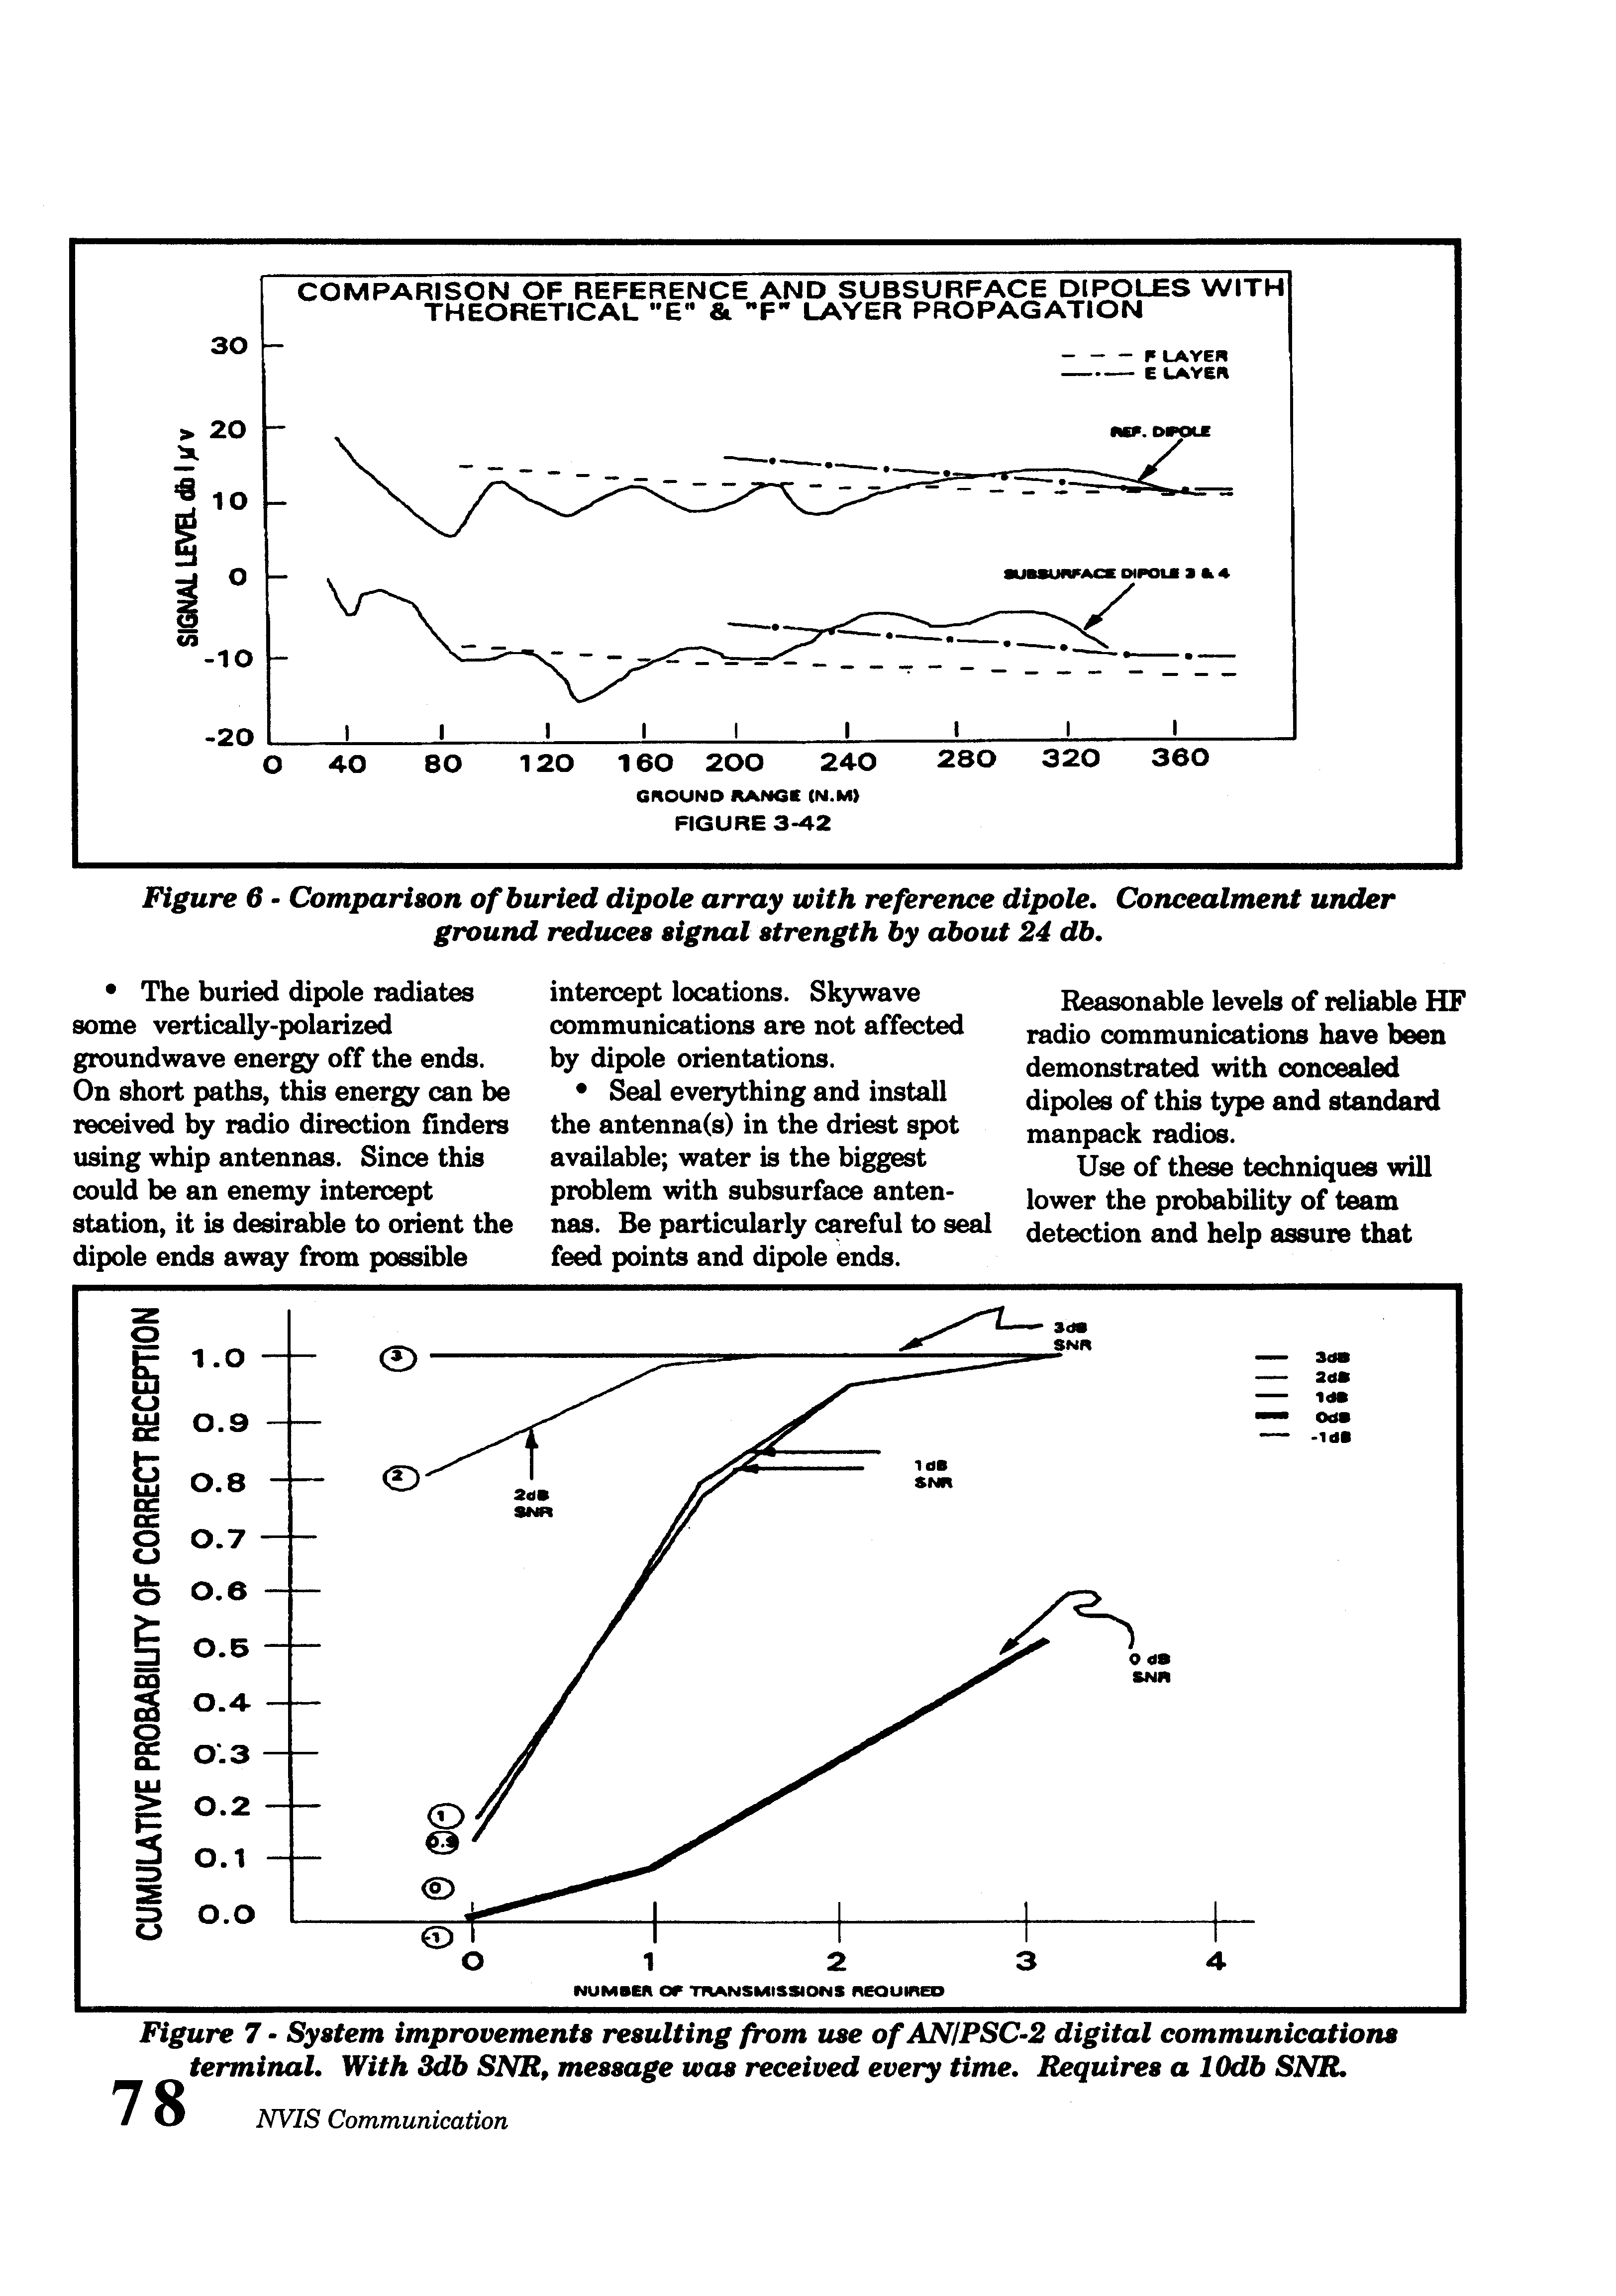 COMPARISON OF REFERENCE AND SUBSURFACE DIPOLES WITH
THEORETICAL "E" & "F" LAYER PROPAGATION
SIGNAL LEVEL db 1 μv
30
20
10
0
-10
-20
F LAYER
E LAYER
REF. DIPOLE
SUBSURFACE DIPOLE 3 & 4
0 40 80 120 160 200 240 280 320 360
GROUND RANGE (N.M)
FIGURE 3-42
Figure 6 - Comparison of buried dipole array with reference dipole. Concealment under
ground reduces signal strength by about 24 db.
• The buried dipole radiates
some vertically-polarized
groundwave energy off the ends.
On short paths, this energy can be
received by radio direction finders
using whip antennas. Since this
could be an enemy intercept
station, it is desirable to orient the
dipole ends away from possible
intercept locations. Skywave
communications are not affected
by dipole orientations.
• Seal everything and install
the antenna(s) in the driest spot
available; water is the biggest
problem with subsurface anten-
nas. Be particularly careful to seal
feed points and dipole ends.
Reasonable levels of reliable HF
radio communications have been
demonstrated with concealed
dipoles of this type and standard
manpack radios.
Use of these techniques will
lower the probability of team
detection and help assure that
CUMULATIVE PROBABILITY OF CORRECT RECEPTION
1.0
0.9
0.8
0.7
0.6
0.5
0.4
0.3
0.2
0.1
0.0
3
2
1
0.9
0
-1
3dB
SNR
2dB
SNR
1dB
SNR
0 dB
SNR
3dB
2dB
1dB
0dB
-1dB
0 1 2 3 4
NUMBER OF TRANSMISSIONS REQUIRED
Figure 7 - System improvements resulting from use of AN/PSC-2 digital communications
terminal. With 3db SNR, message was received every time. Requires a 10db SNR.
78 NVIS Communication